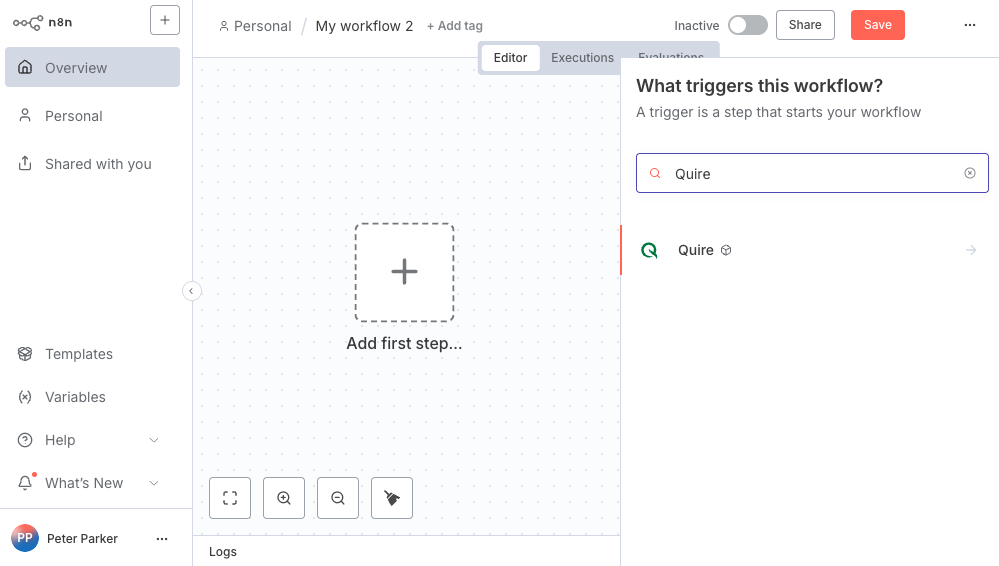 n8n
Overview
Personal
Shared with you
Templates
Variables
Help
What's New
PP
Peter Parker
Personal / My workflow 2 + Add tag
Inactive
Share
Save
Editor
Executions
Evaluations
Add first step...
Logs
What triggers this workflow?
A trigger is a step that starts your workflow
Quire
Quire